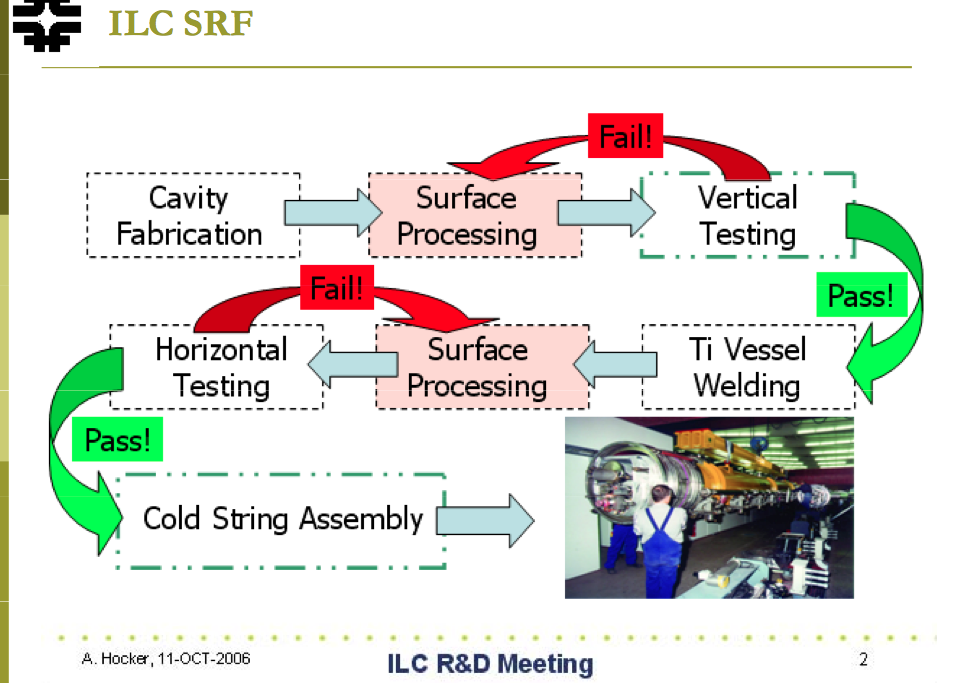 ILC SRF
Fail!
Cavity
Fabrication
Surface
Processing
Vertical
Testing
Pass!
Fail!
Horizontal
Testing
Surface
Processing
Ti Vessel
Welding
Pass!
Cold String Assembly
A. Hocker, 11-OCT-2006
ILC R&D Meeting
2